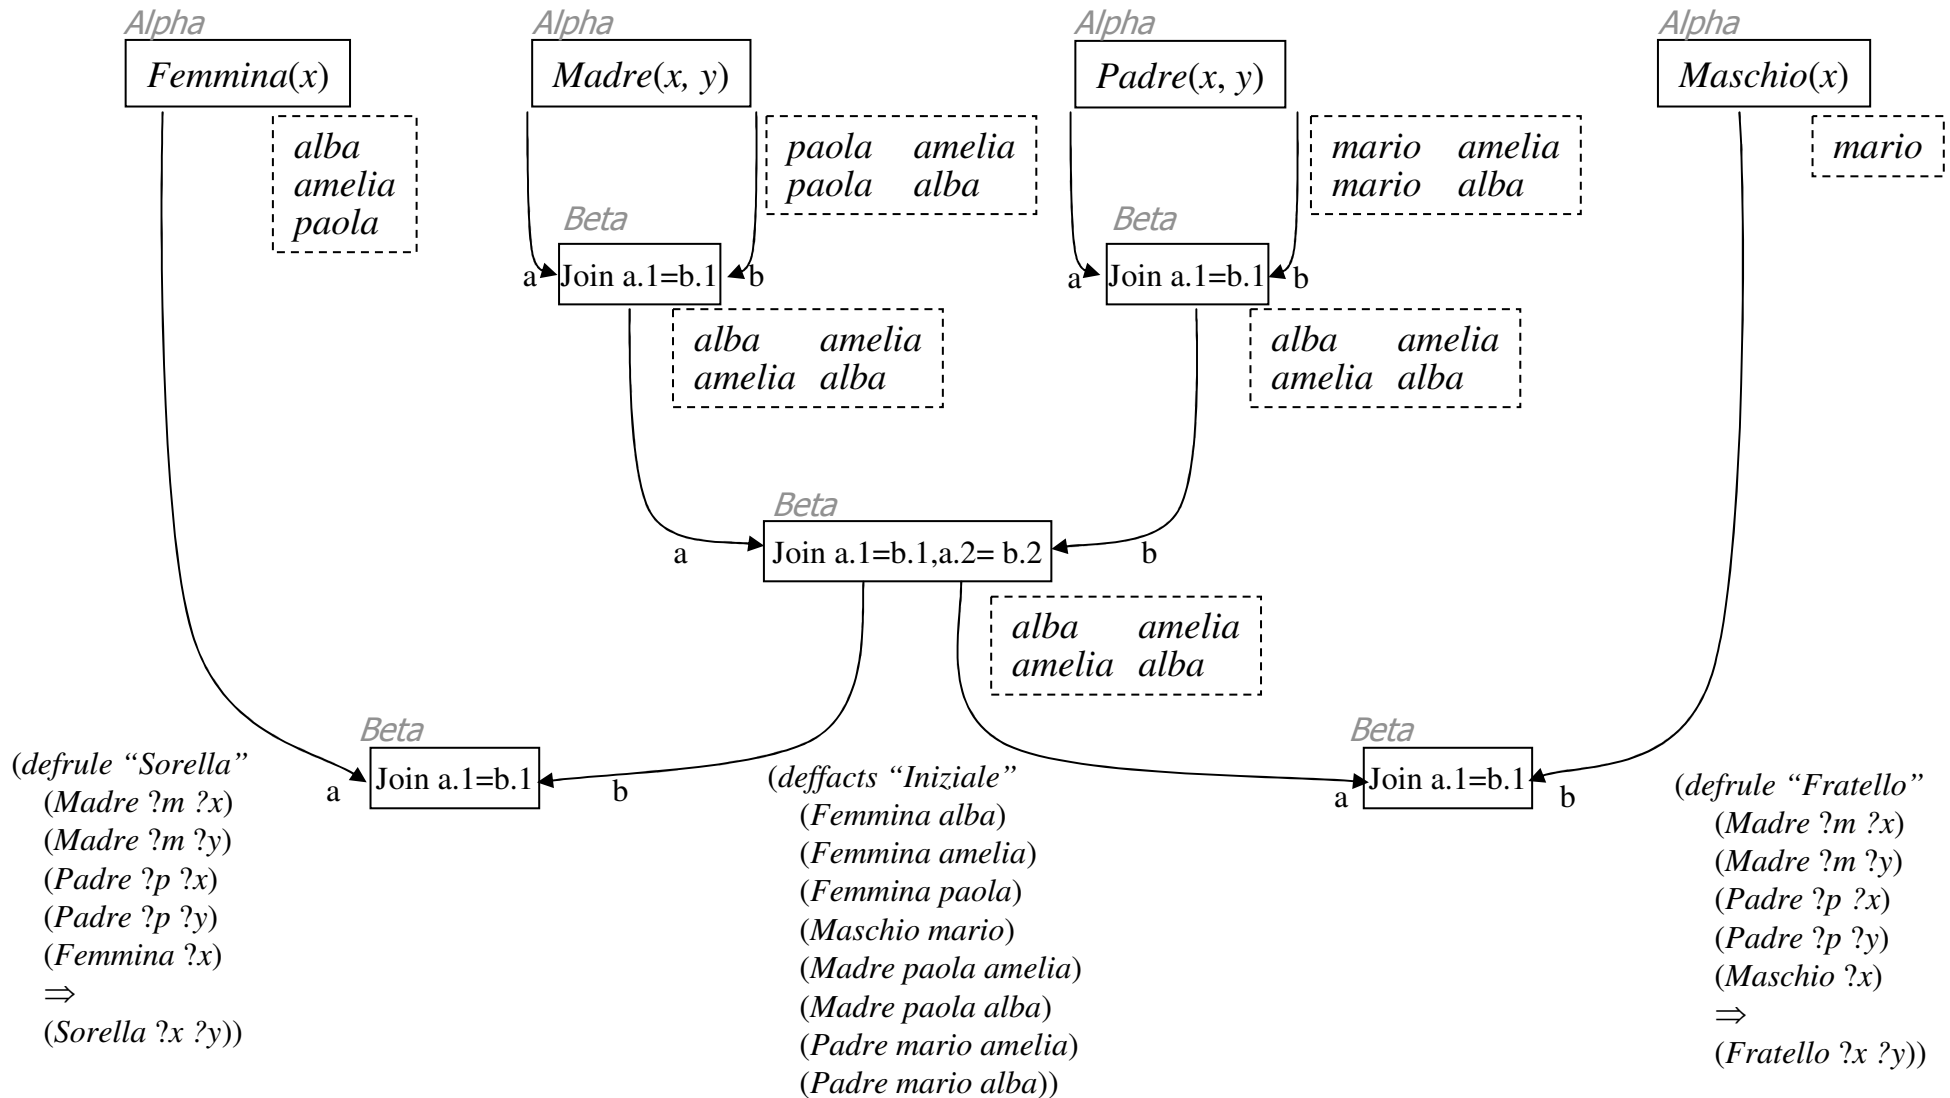 Alpha
Alpha
Alpha
Alpha
Femmina(x)
Madre(x, y)
Padre(x, y)
Maschio(x)
alba
amelia
paola
paola amelia
paola alba
mario amelia
mario alba
mario
Beta
Beta
a
Join a.1=b.1
b
a
Join a.1=b.1
b
alba amelia
amelia alba
alba amelia
amelia alba
Beta
a
Join a.1=b.1,a.2= b.2
b
alba amelia
amelia alba
Beta
Beta
a
Join a.1=b.1
b
a
Join a.1=b.1
b
(defrule “Sorella”
(Madre ?m ?x)
(Madre ?m ?y)
(Padre ?p ?x)
(Padre ?p ?y)
(Femmina ?x)
⇒
(Sorella ?x ?y))
(deffacts “Iniziale”
(Femmina alba)
(Femmina amelia)
(Femmina paola)
(Maschio mario)
(Madre paola amelia)
(Madre paola alba)
(Padre mario amelia)
(Padre mario alba))
(defrule “Fratello”
(Madre ?m ?x)
(Madre ?m ?y)
(Padre ?p ?x)
(Padre ?p ?y)
(Maschio ?x)
⇒
(Fratello ?x ?y))